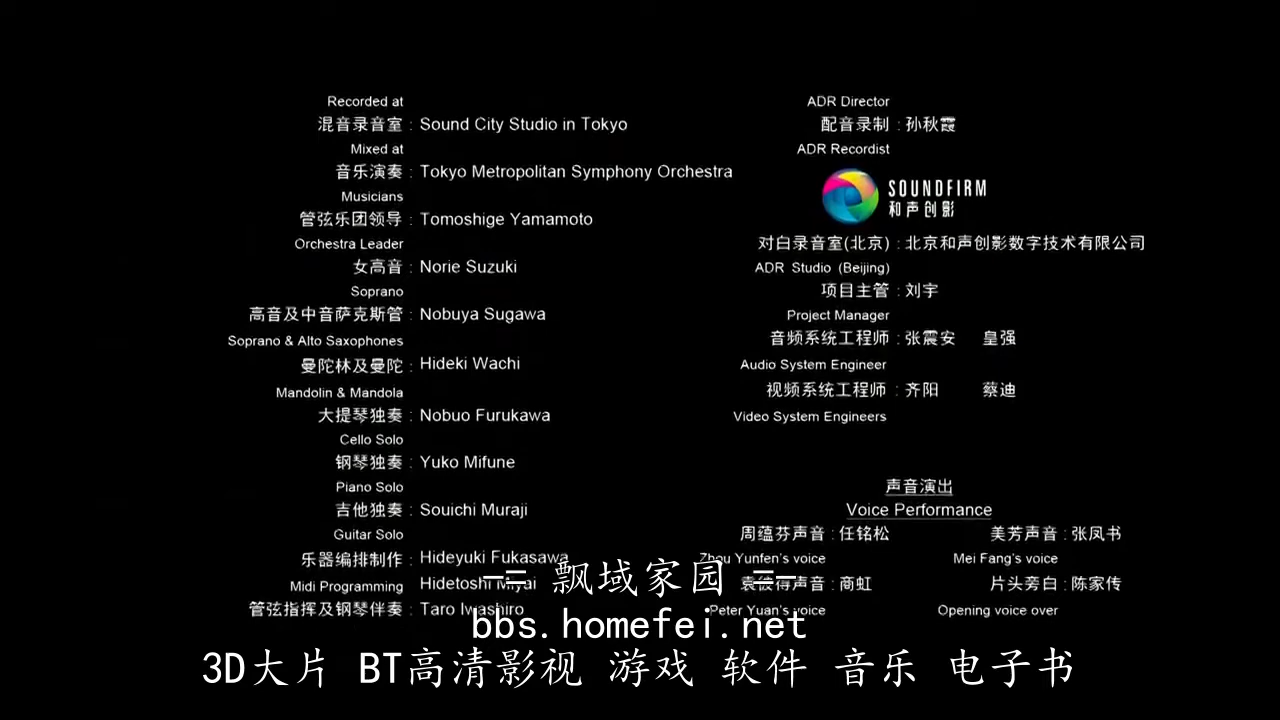 Recorded at
混音录音室 : Sound City Studio in Tokyo
Mixed at
音乐演奏 : Tokyo Metropolitan Symphony Orchestra
Musicians
管弦乐团领导 : Tomoshige Yamamoto
Orchestra Leader
女高音 : Norie Suzuki
Soprano
高音及中音萨克斯管 : Nobuya Sugawa
Soprano & Alto Saxophones
曼陀林及曼陀 : Hideki Wachi
Mandolin & Mandola
大提琴独奏 : Nobuo Furukawa
Cello Solo
钢琴独奏 : Yuko Mifune
Piano Solo
吉他独奏 : Souichi Muraji
Guitar Solo
乐器编排制作 : Hideyuki Fukasawa
Midi Programming Hidetoshi Miyai
管弦指挥及钢琴伴奏 : Taro Iwashiro
ADR Director
配音录制 : 孙秋霞
ADR Recordist
SOUNDFIRM
和声创影
对白录音室(北京) : 北京和声创影数字技术有限公司
ADR Studio (Beijing)
项目主管 : 刘宇
Project Manager
音频系统工程师 : 张震安 皇强
Audio System Engineer
视频系统工程师 : 齐阳 蔡迪
Video System Engineers
声音演出
Voice Performance
周蕴芬声音 : 任铭松 美芳声音 : 张凤书
Zhou Yunfen's voice Mei Fang's voice
袁彼得声音 : 商虹 片头旁白 : 陈家传
Peter Yuan's voice Opening voice over
—三 飘域家园 三—
bbs.homefei.net
3D大片 BT高清影视 游戏 软件 音乐 电子书